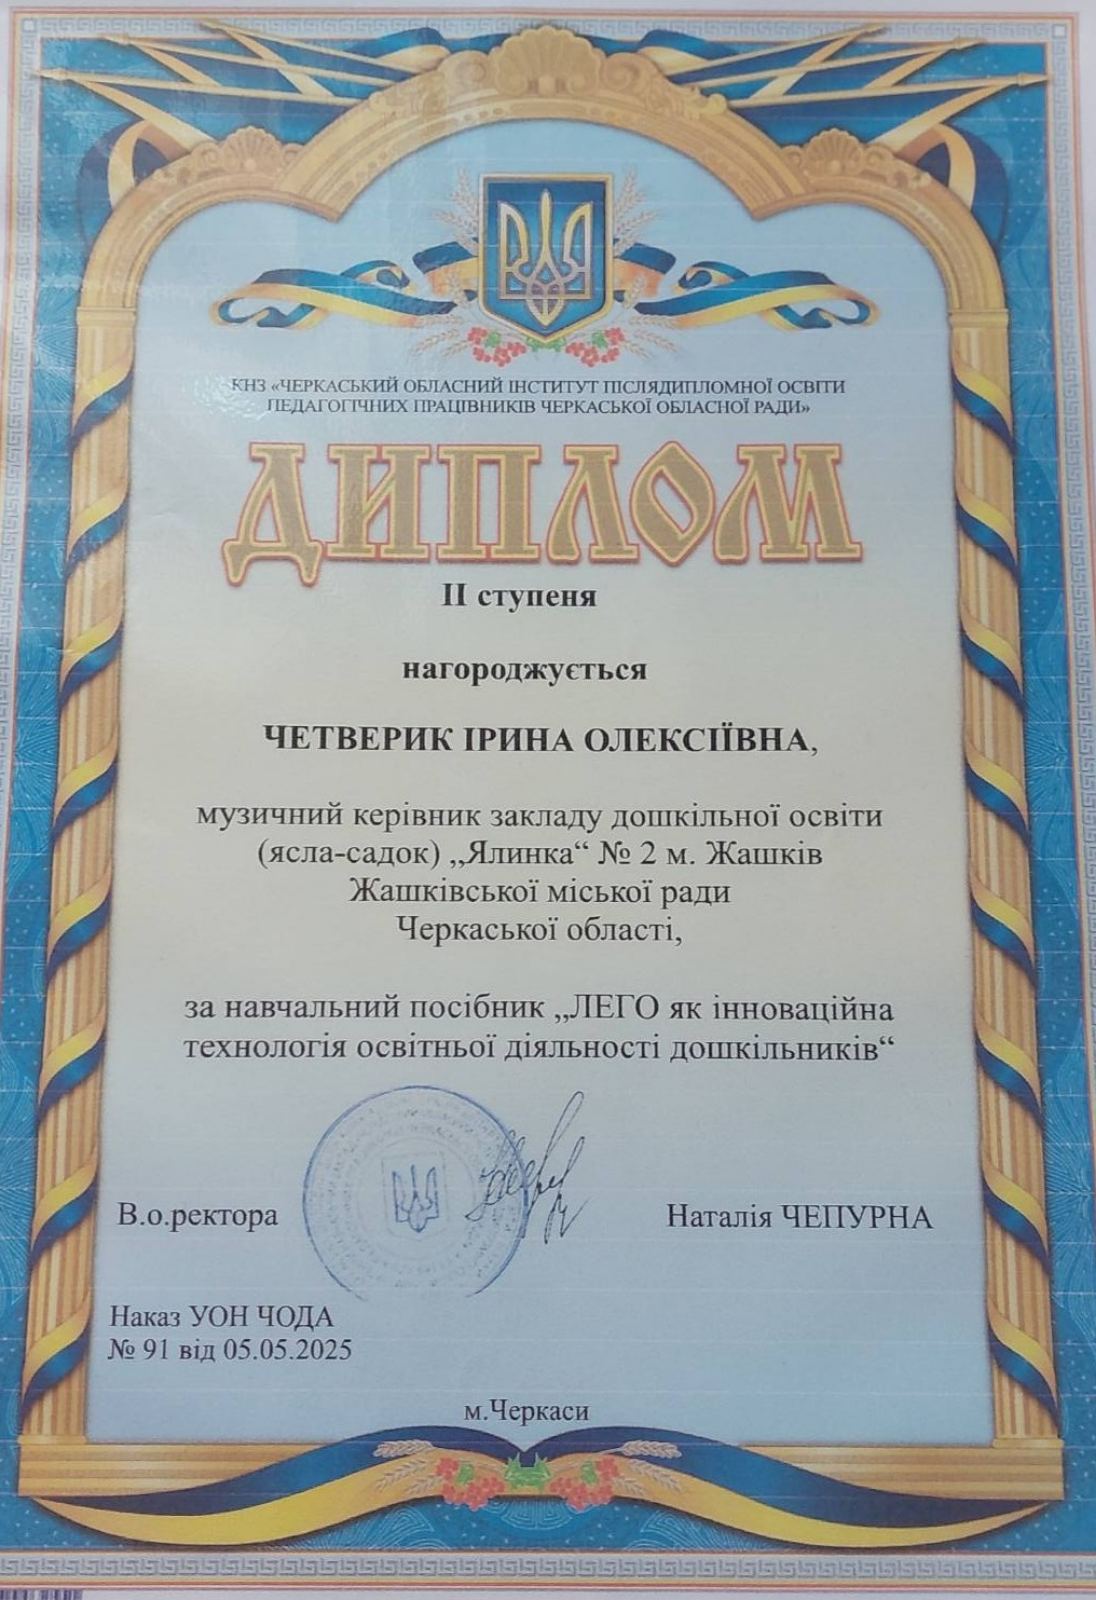 КНЗ «ЧЕРКАСЬКИЙ ОБЛАСНИЙ ІНСТИТУТ ПІСЛЯДИПЛОМНОЇ ОСВІТИ
ПЕДАГОГІЧНИХ ПРАЦІВНИКІВ ЧЕРКАСЬКОЇ ОБЛАСНОЇ РАДИ»
ДИПЛОМ
ІІ ступеня
нагороджується
ЧЕТВЕРИК ІРИНА ОЛЕКСІЇВНА,
музичний керівник закладу дошкільної освіти
(ясла-садок) „Ялинка“ № 2 м. Жашків
Жашківської міської ради
Черкаської області,
за навчальний посібник „ЛЕГО як інноваційна
технологія освітньої діяльності дошкільників“
В.о.ректора Наталія ЧЕПУРНА
Наказ УОН ЧОДА
№ 91 від 05.05.2025
м.Черкаси